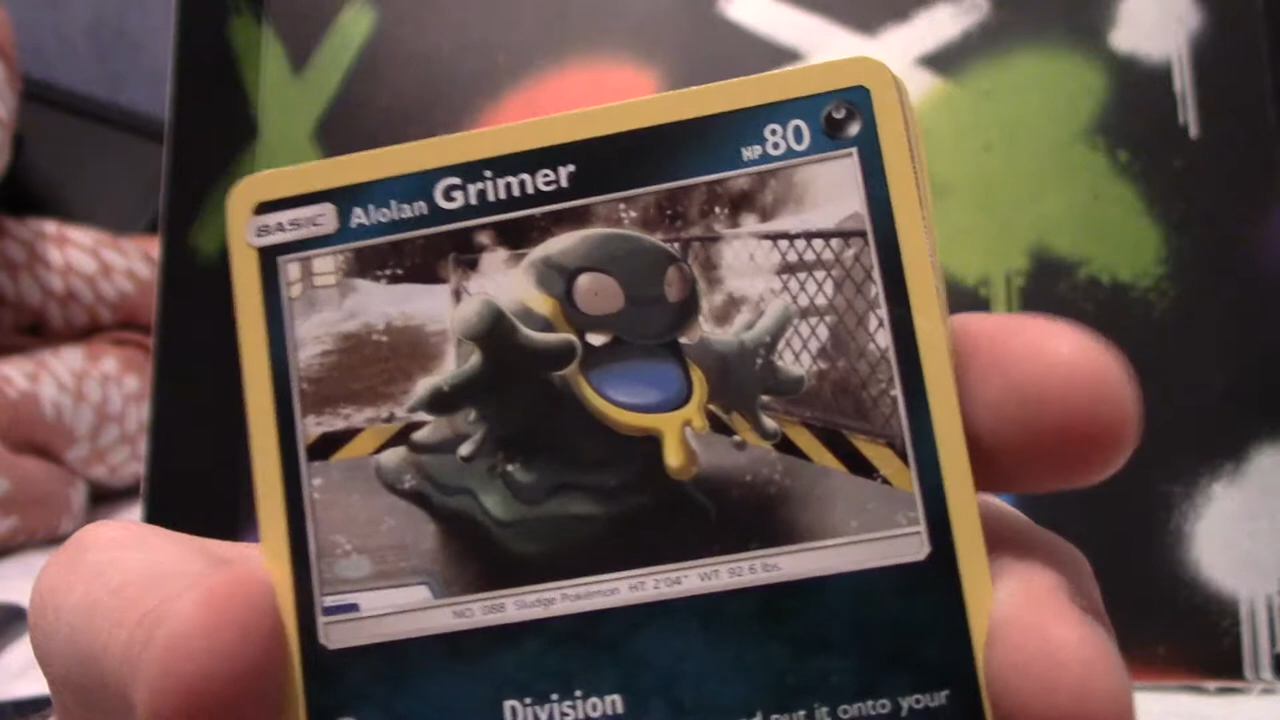 BASIC Alolan Grimer HP 80
NO. 088 Sludge Pokémon HT: 2'04" WT: 92.6 lbs.
Division
put it onto your